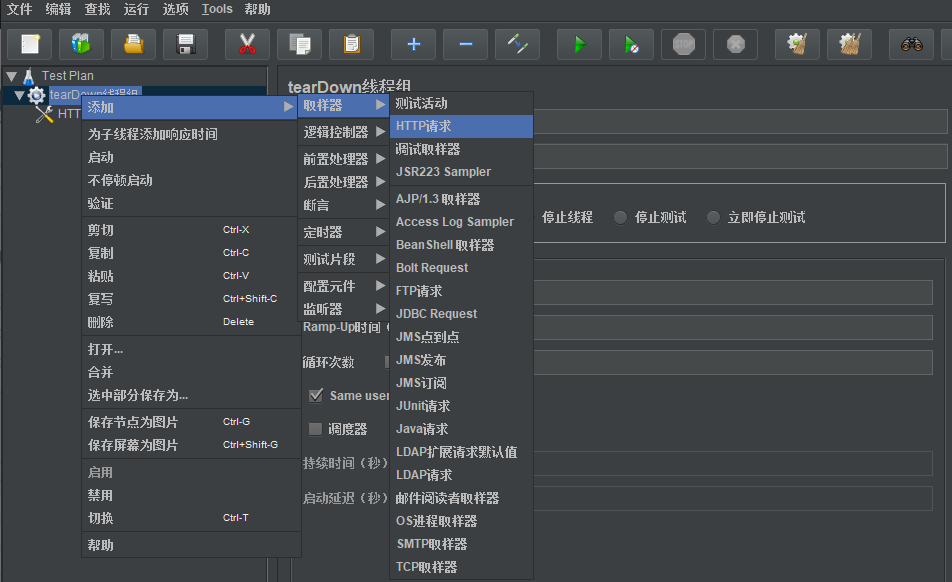 文件 编辑 查找 运行 选项 Tools 帮助
STOP
Test Plan
tearDown线程组
HTT
tearDown线程组
添加
为子线程添加响应时间
启动
不停顿启动
验证
剪切 Ctrl-X
复制 Ctrl-C
粘贴 Ctrl-V
复写 Ctrl+Shift-C
删除 Delete
打开...
合并
选中部分保存为...
保存节点为图片 Ctrl-G
保存屏幕为图片 Ctrl+Shift-G
启用
禁用
切换 Ctrl-T
帮助
取样器
逻辑控制器
前置处理器
后置处理器
断言
定时器
测试片段
配置元件
监听器
测试活动
HTTP请求
调试取样器
JSR223 Sampler
AJP/1.3 取样器
Access Log Sampler
BeanShell 取样器
Bolt Request
FTP请求
JDBC Request
JMS点到点
JMS发布
JMS订阅
JUnit请求
Java请求
LDAP扩展请求默认值
LDAP请求
邮件阅读者取样器
OS进程取样器
SMTP取样器
TCP取样器
停止线程 停止测试 立即停止测试
Ramp-Up时间（
循环次数
Same user
调度器
持续时间（秒）
启动延迟（秒）